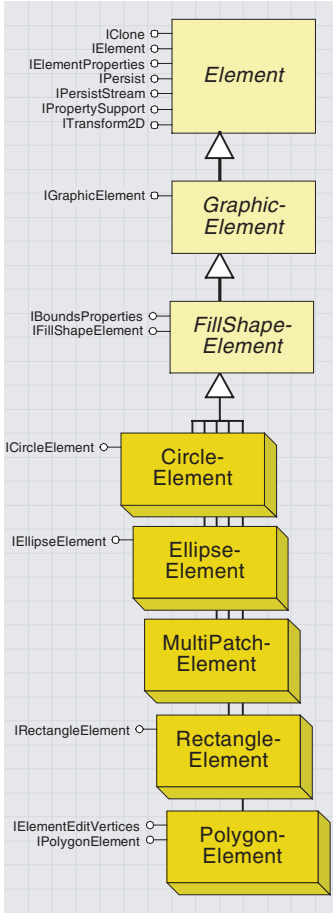 IClone
IElement
IElementProperties
IPersist
IPersistStream
IPropertySupport
ITransform2D
Element
IGraphicElement
Graphic-
Element
IBoundsProperties
IFillShapeElement
FillShape-
Element
ICircleElement
Circle-
Element
IEllipseElement
Ellipse-
Element
MultiPatch-
Element
IRectangleElement
Rectangle-
Element
IElementEditVertices
IPolygonElement
Polygon-
Element